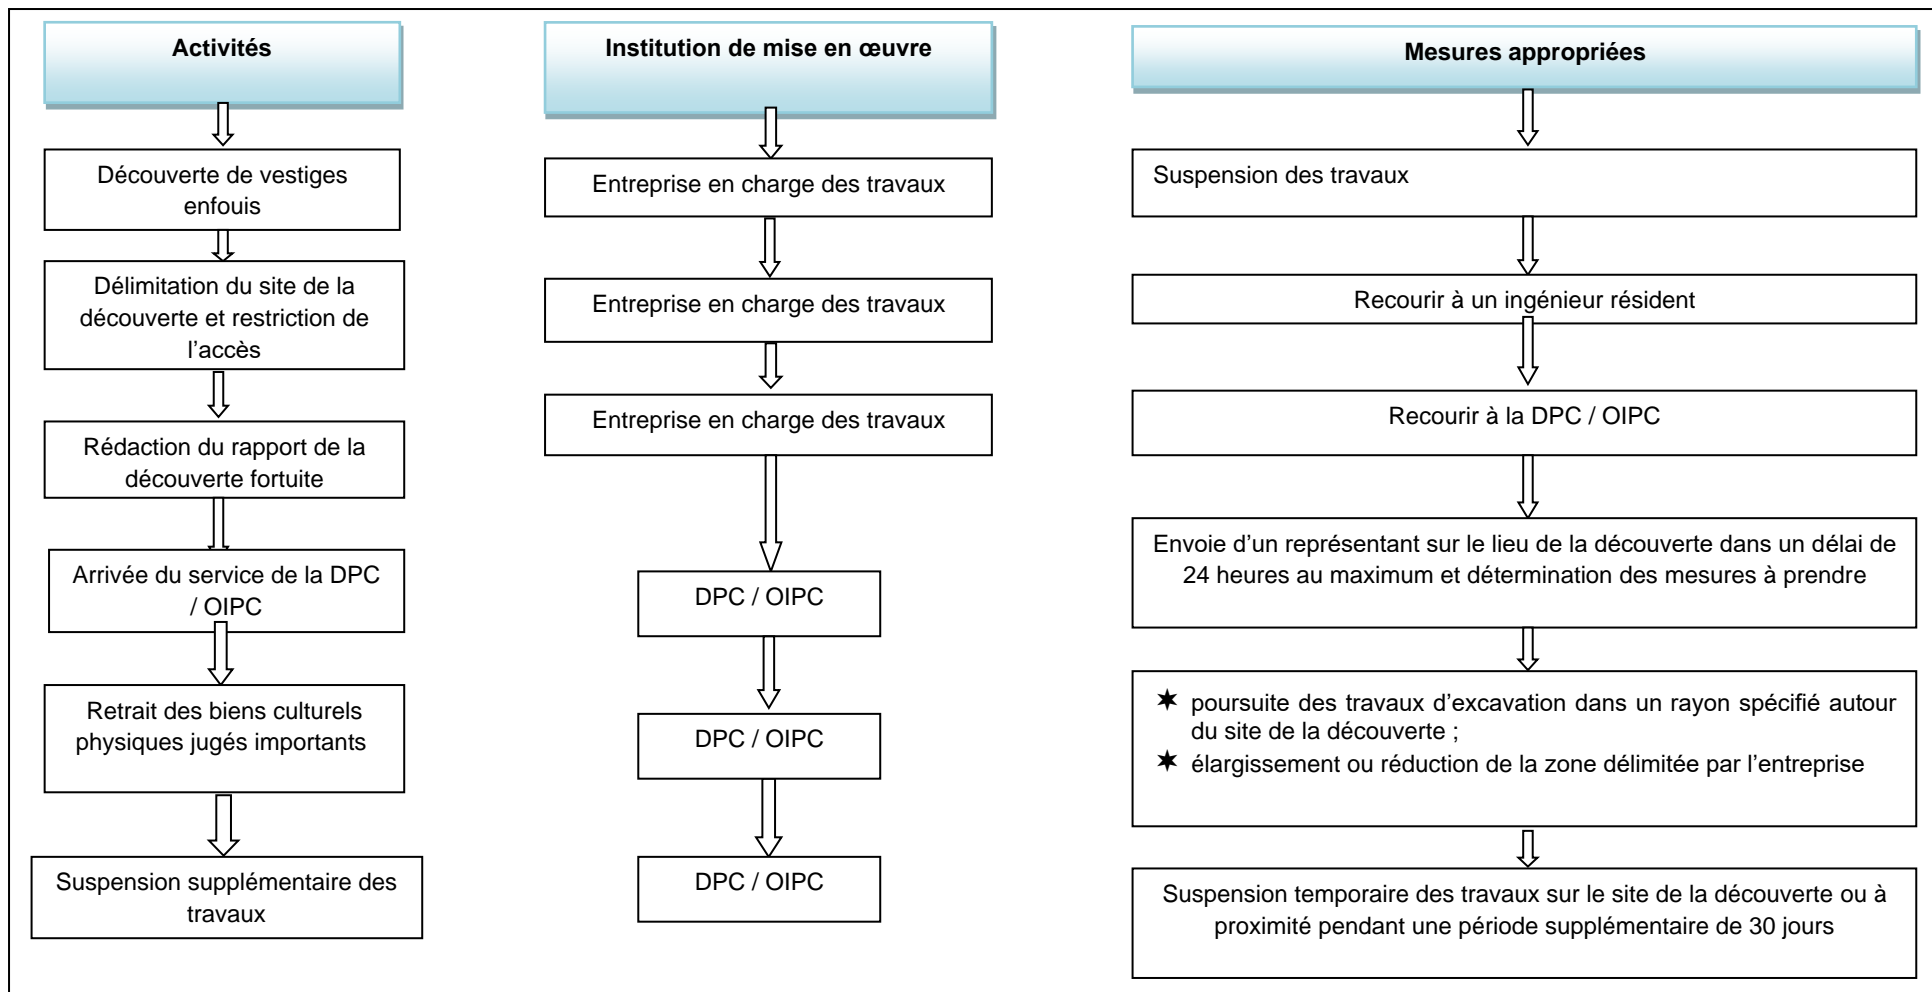 Activités
Découverte de vestiges
enfouis
Délimitation du site de la
découverte et restriction de
l’accès
Rédaction du rapport de la
découverte fortuite
Arrivée du service de la DPC
/ OIPC
Retrait des biens culturels
physiques jugés importants
Suspension supplémentaire des
travaux
Institution de mise en œuvre
Entreprise en charge des travaux
Entreprise en charge des travaux
Entreprise en charge des travaux
DPC / OIPC
DPC / OIPC
DPC / OIPC
Mesures appropriées
Suspension des travaux
Recourir à un ingénieur résident
Recourir à la DPC / OIPC
Envoie d’un représentant sur le lieu de la découverte dans un délai de
24 heures au maximum et détermination des mesures à prendre
poursuite des travaux d’excavation dans un rayon spécifié autour
du site de la découverte ;
élargissement ou réduction de la zone délimitée par l’entreprise
Suspension temporaire des travaux sur le site de la découverte ou à
proximité pendant une période supplémentaire de 30 jours